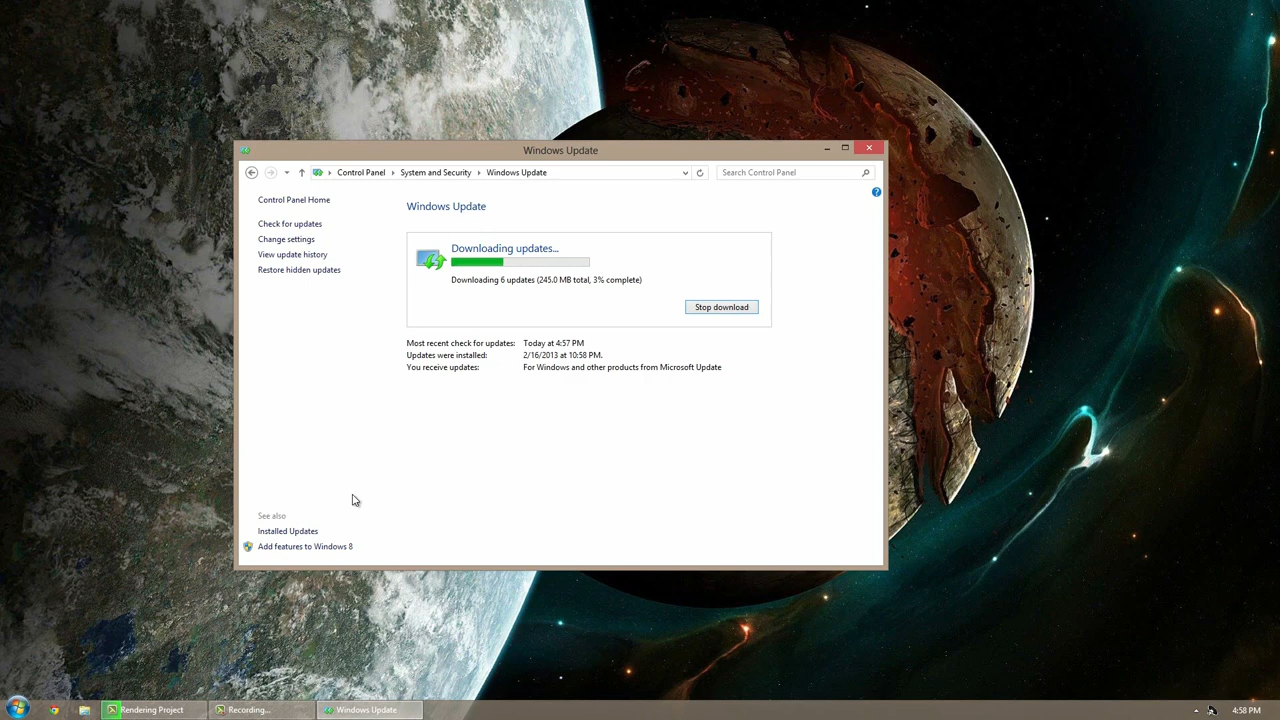 Windows Update
Control Panel System and Security Windows Update
Search Control Panel
Control Panel Home
Check for updates
Change settings
View update history
Restore hidden updates
See also
Installed Updates
Add features to Windows 8
Windows Update
Downloading updates...
Downloading 6 updates (245.0 MB total, 3% complete)
Stop download
Most recent check for updates: Today at 4:57 PM
Updates were installed: 2/16/2013 at 10:58 PM.
You receive updates: For Windows and other products from Microsoft Update
Rendering Project
Recording...
Windows Update
4:58 PM